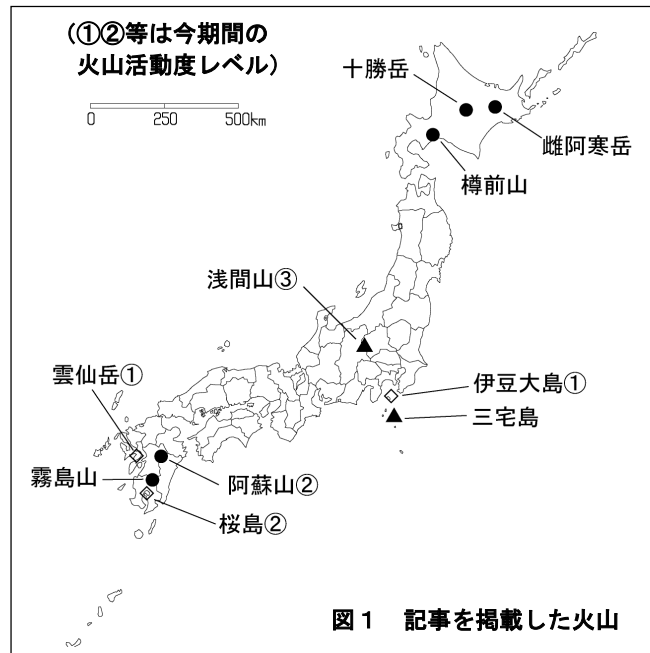 (①②等は今期間の
火山活動度レベル)
0 250 500km
十勝岳
雌阿寒岳
樽前山
浅間山③
雲仙岳①
伊豆大島①
三宅島
霧島山
阿蘇山②
桜島②
図1 記事を掲載した火山